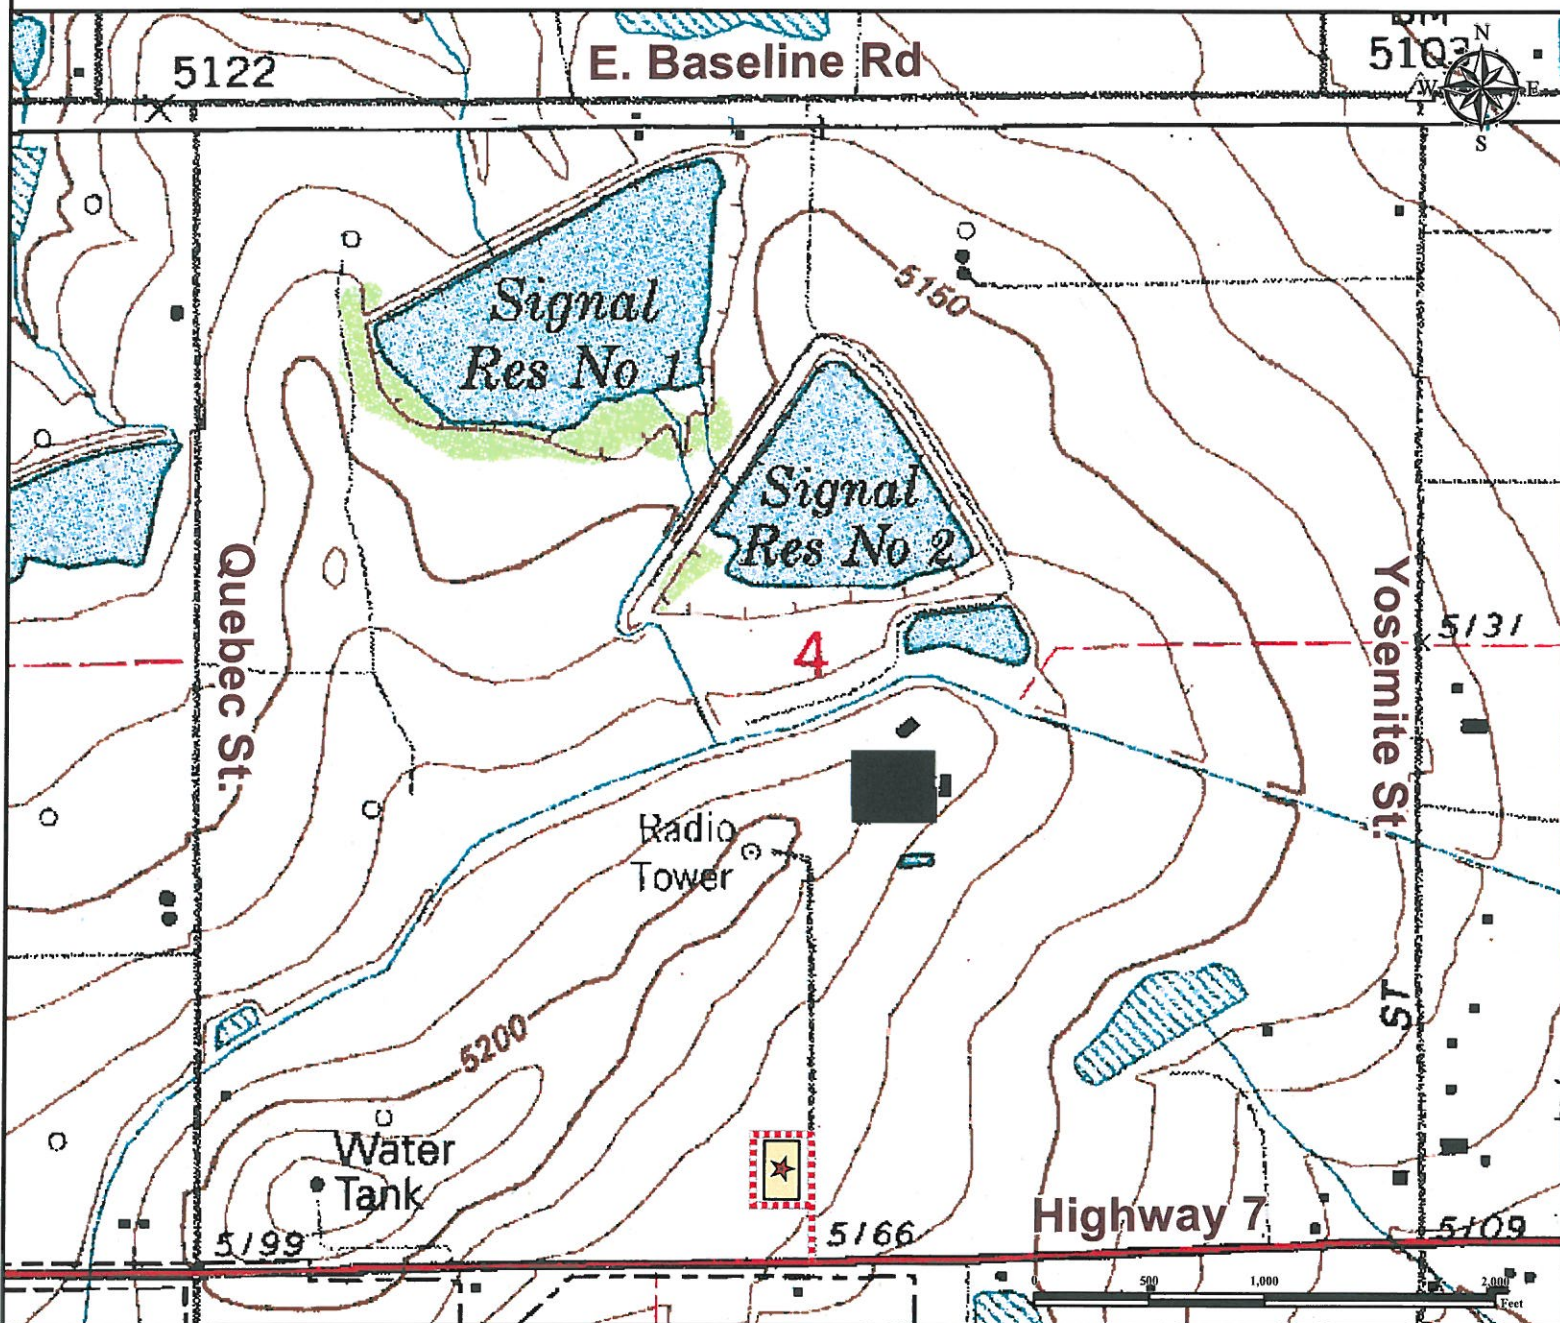 BM
5103
N
W
E
S
5122
E. Baseline Rd
5150
Signal
Res No 1
Signal
Res No 2
Quebec St.
Yosemite St.
5131
4
Radio
Tower
5200
ST
Water
Tank
5199
5166
Highway 7
5109
0
500
1,000
2,000
Feet